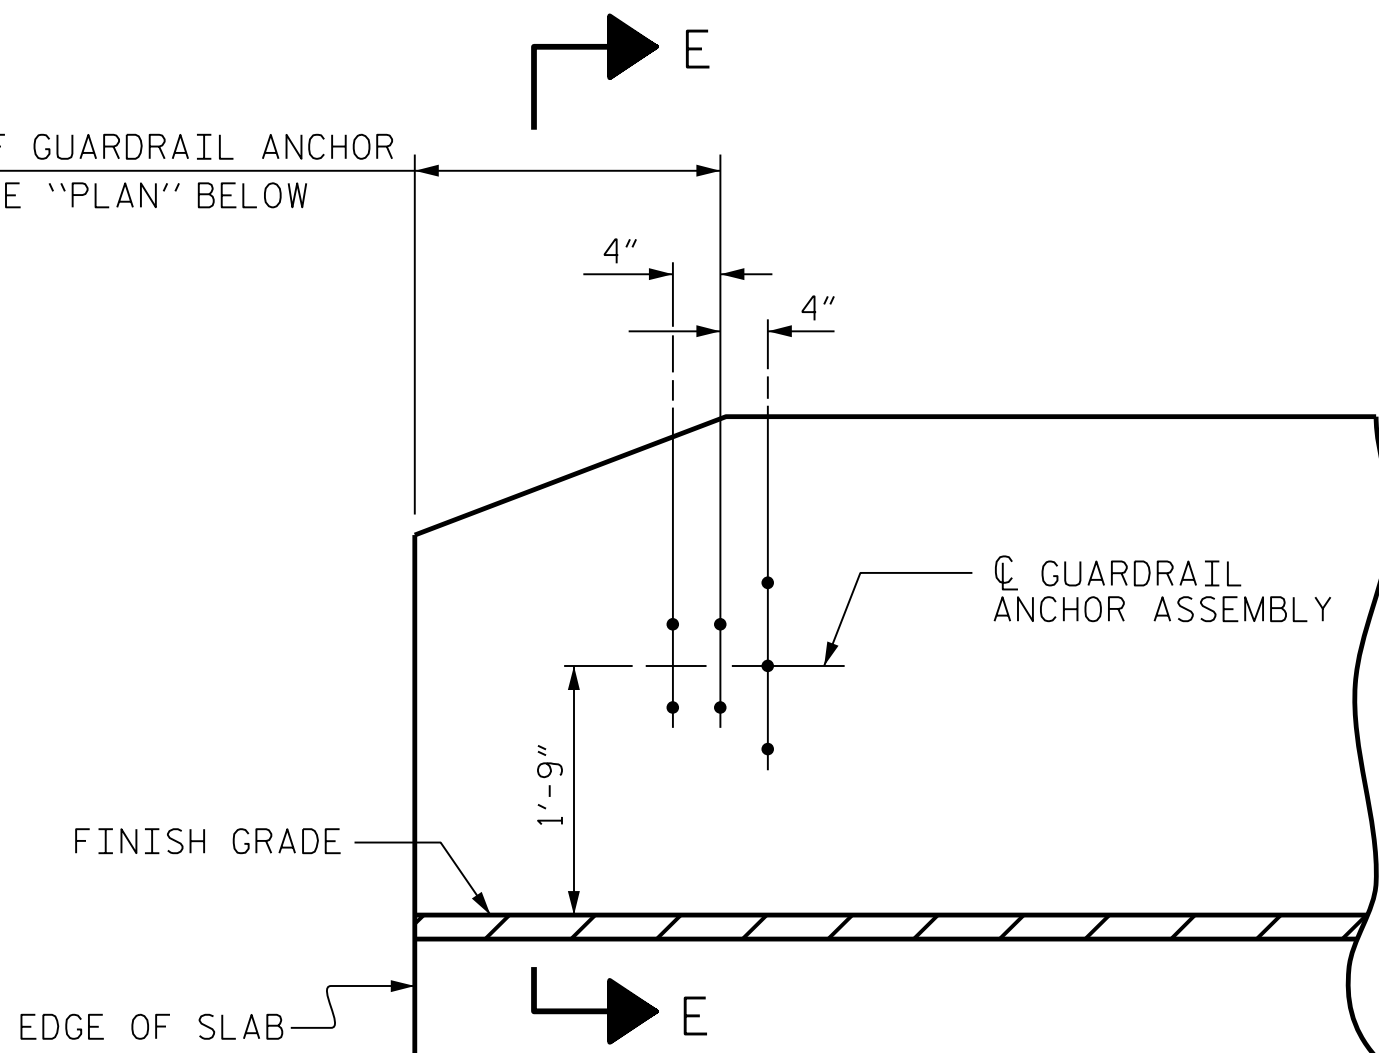 E
GUARDRAIL ANCHOR
"PLAN" BELOW
4"
4"
℄ GUARDRAIL
ANCHOR ASSEMBLY
1'-9"
FINISH GRADE
EDGE OF SLAB
E